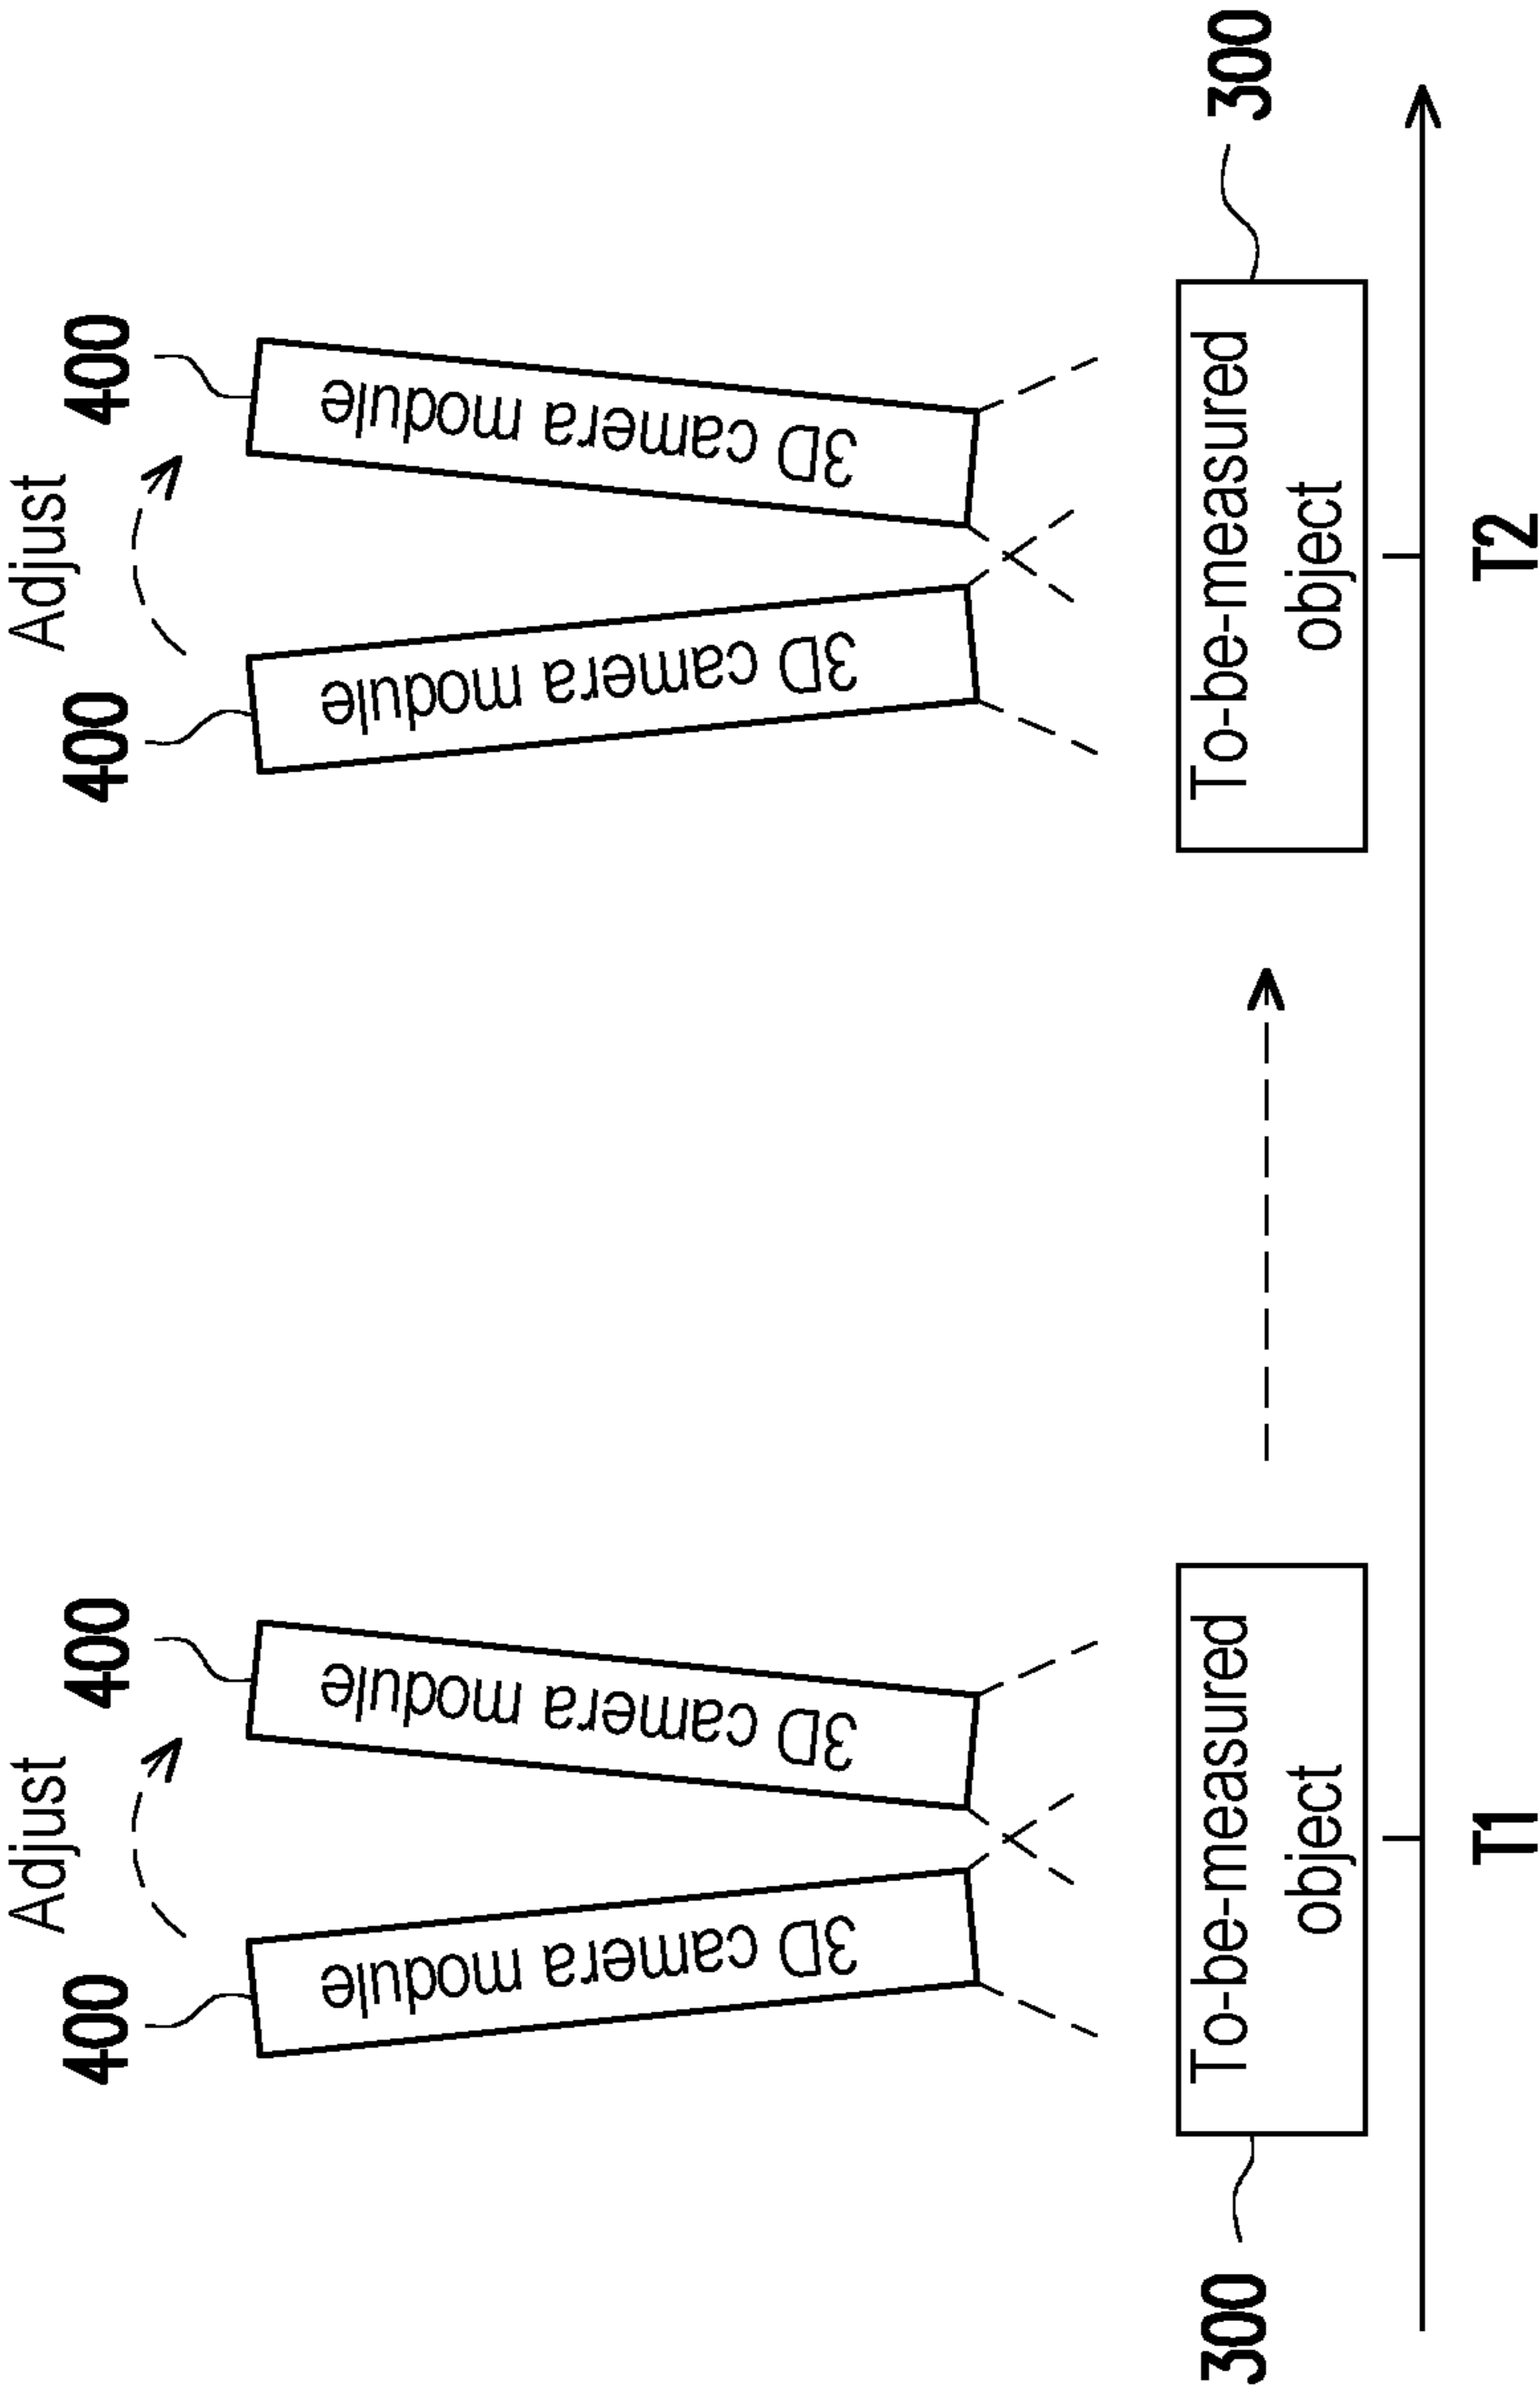 Adjust
Adjust
400
400
400
400
3D camera module
3D camera module
3D camera module
3D camera module
300
To-be-measured
object
To-be-measured
object
300
T1
T2